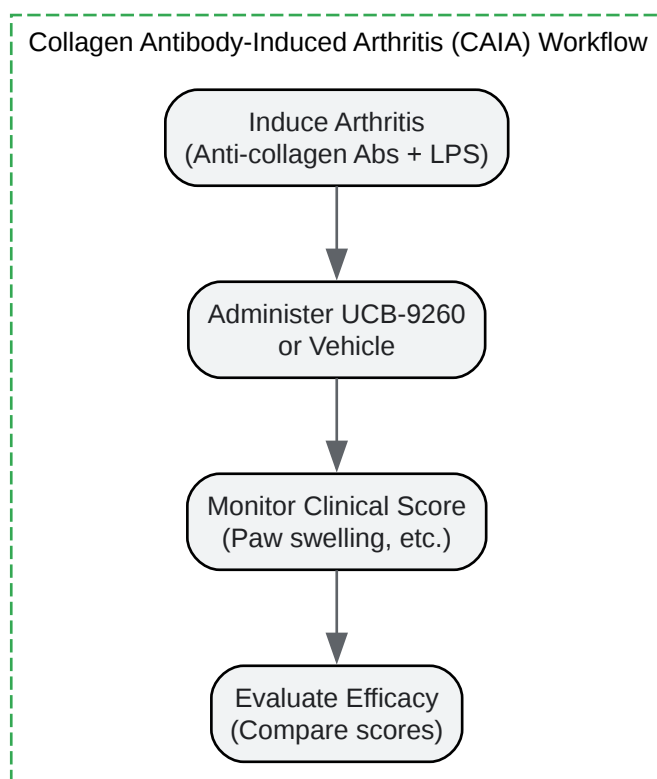 Collagen Antibody-Induced Arthritis (CAIA) Workflow
Induce Arthritis
(Anti-collagen Abs + LPS)
Administer UCB-9260
or Vehicle
Monitor Clinical Score
(Paw swelling, etc.)
Evaluate Efficacy
(Compare scores)